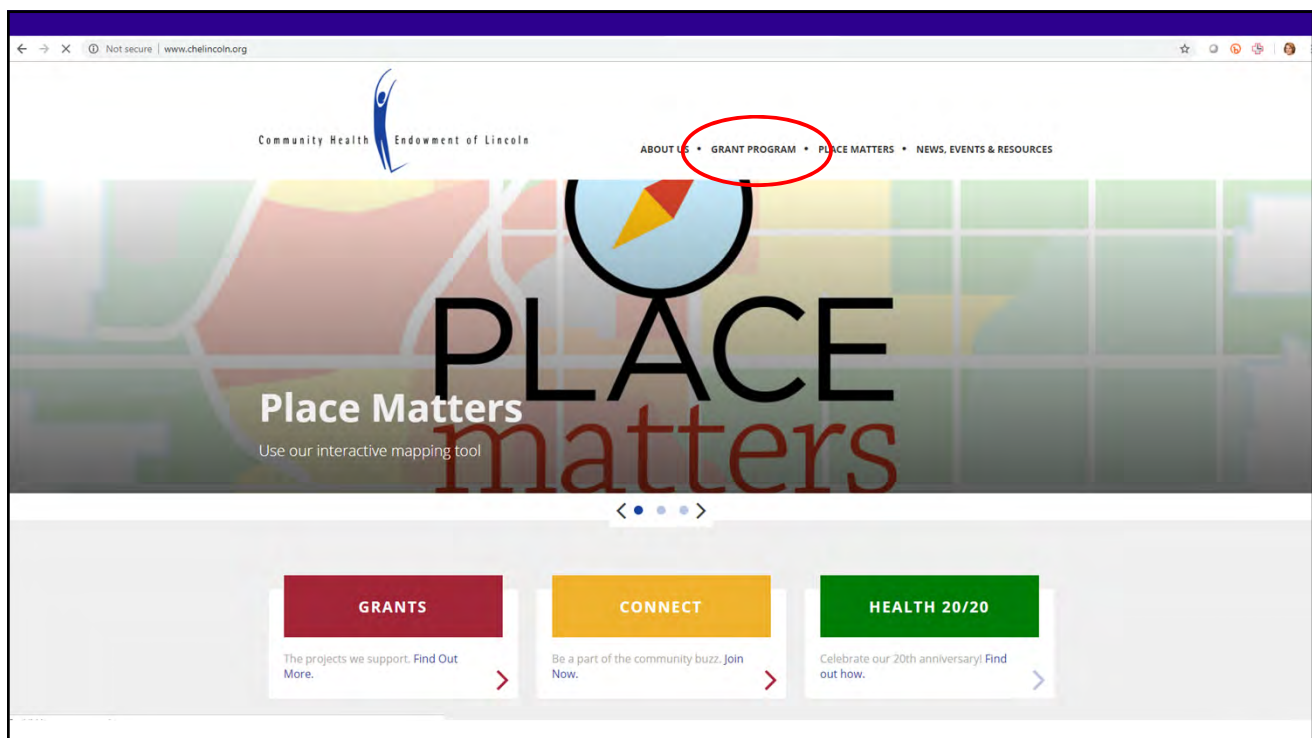 Not secure | www.chelincoln.org
Community Health Endowment of Lincoln
ABOUT US • GRANT PROGRAM • PLACE MATTERS • NEWS, EVENTS & RESOURCES
PLACE
matters
Place Matters
Use our interactive mapping tool
GRANTS
The projects we support. Find Out
More.
CONNECT
Be a part of the community buzz. Join
Now.
HEALTH 20/20
Celebrate our 20th anniversary! Find
out how.